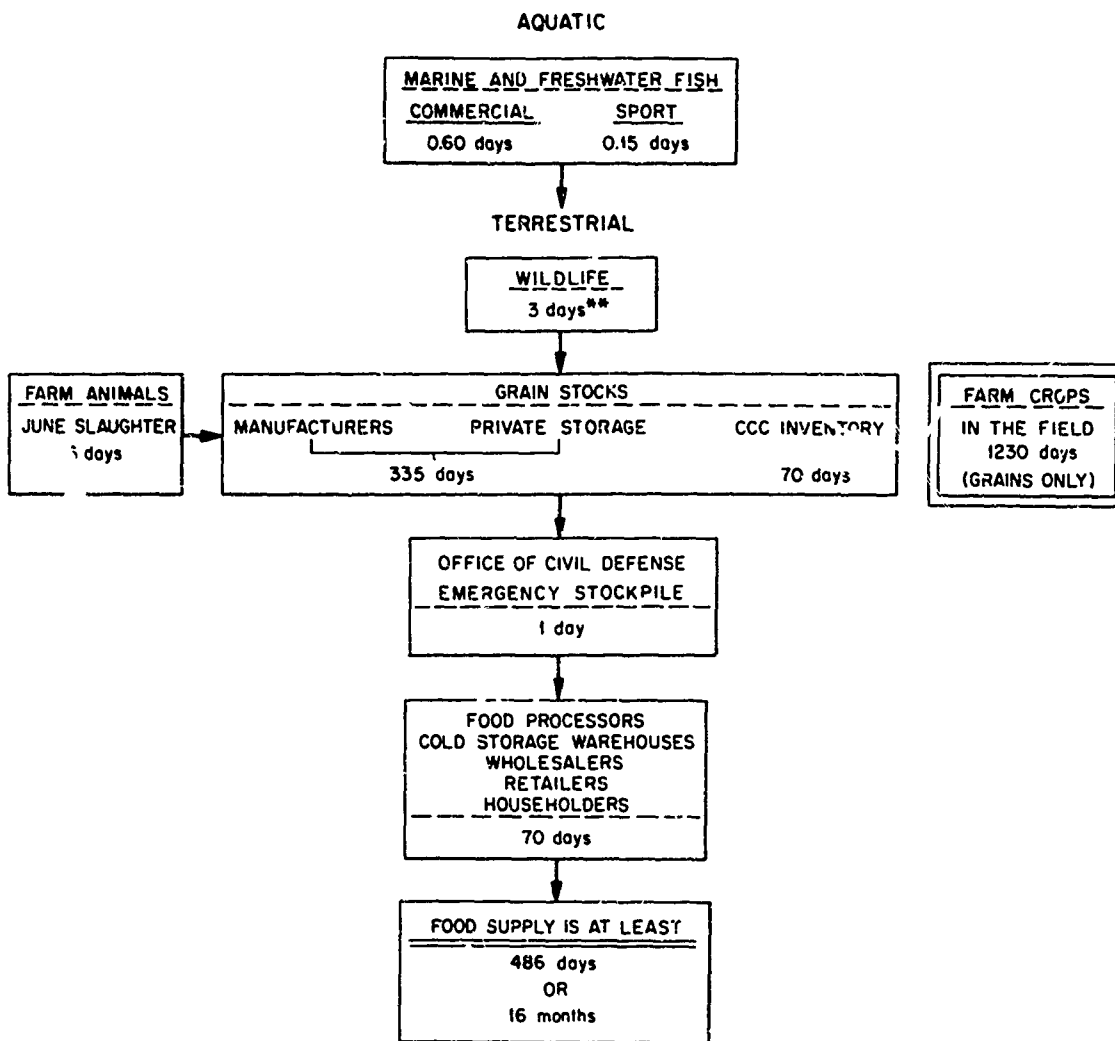 AQUATIC
MARINE AND FRESHWATER FISH
COMMERCIAL SPORT
0.60 days 0.15 days
TERRESTRIAL
WILDLIFE
3 days**
FARM ANIMALS
JUNE SLAUGHTER
days
GRAIN STOCKS
MANUFACTURERS PRIVATE STORAGE CCC INVENTORY
335 days 70 days
FARM CROPS
IN THE FIELD
1230 days
(GRAINS ONLY)
OFFICE OF CIVIL DEFENSE
EMERGENCY STOCKPILE
1 day
FOOD PROCESSORS
COLD STORAGE WAREHOUSES
WHOLESALERS
RETAILERS
HOUSEHOLDERS
70 days
FOOD SUPPLY IS AT LEAST
486 days
OR
16 months